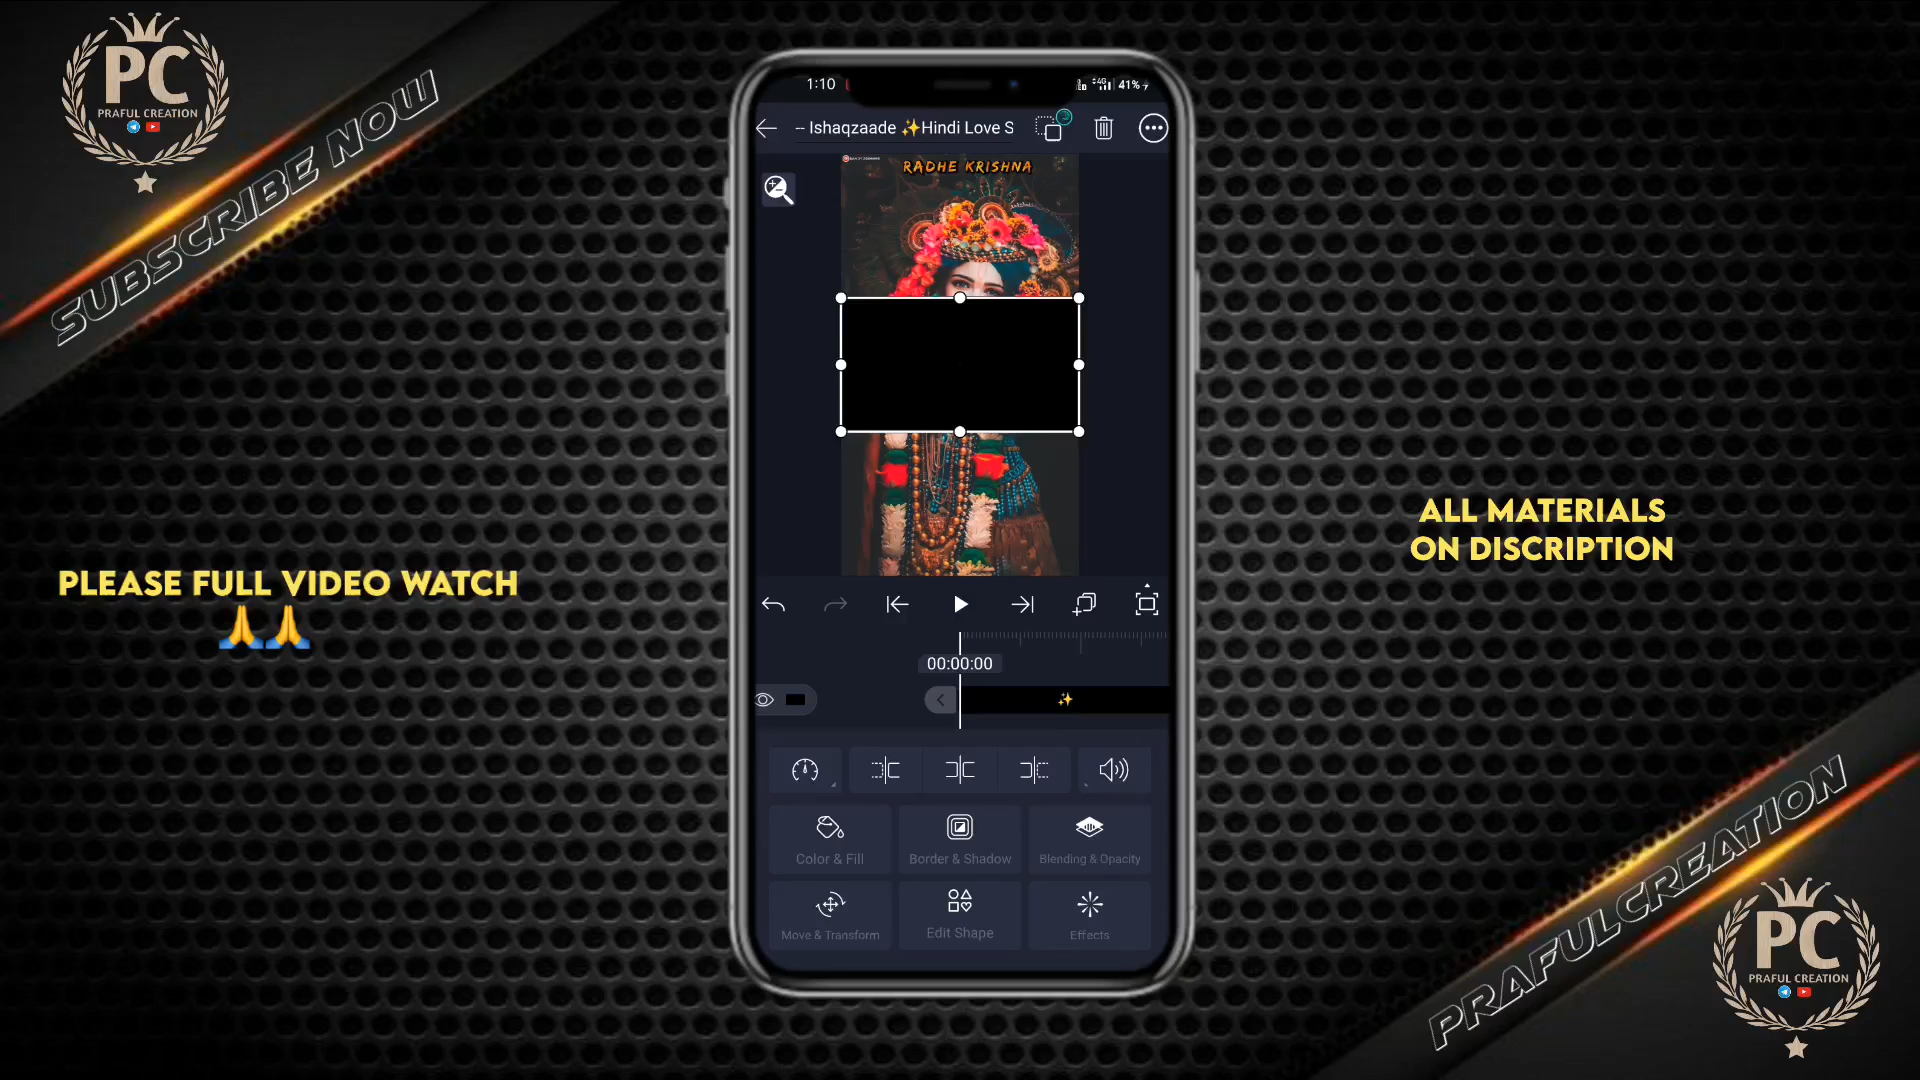 PC
PRAFUL CREATION
SUBSCRIBE NOW
PLEASE FULL VIDEO WATCH
🙏🙏
1:10
4G
41%
-- Ishaqzaade ✨Hindi Love S
RADHE KRISHNA
00:00:00
✨
Color & Fill
Border & Shadow
Blending & Opacity
Move & Transform
Edit Shape
Effects
ALL MATERIALS
ON DISCRIPTION
PRAFULCREATION
PC
PRAFUL CREATION